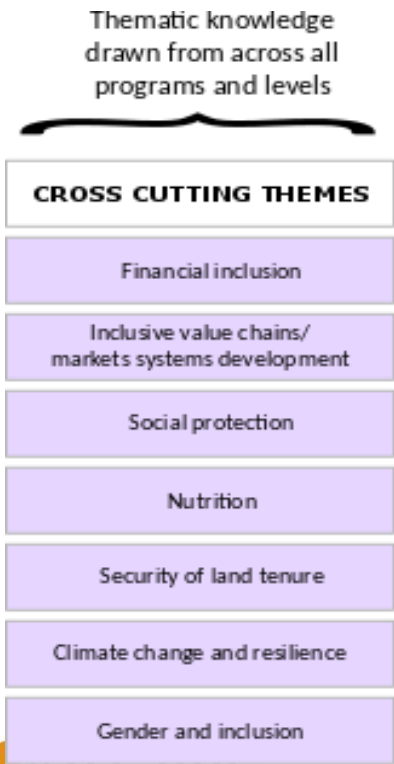 Thematic knowledge
drawn from across all
programs and levels
CROSS CUTTING THEMES
Financial inclusion
Inclusive value chains/
markets systems development
Social protection
Nutrition
Security of land tenure
Climate change and resilience
Gender and inclusion